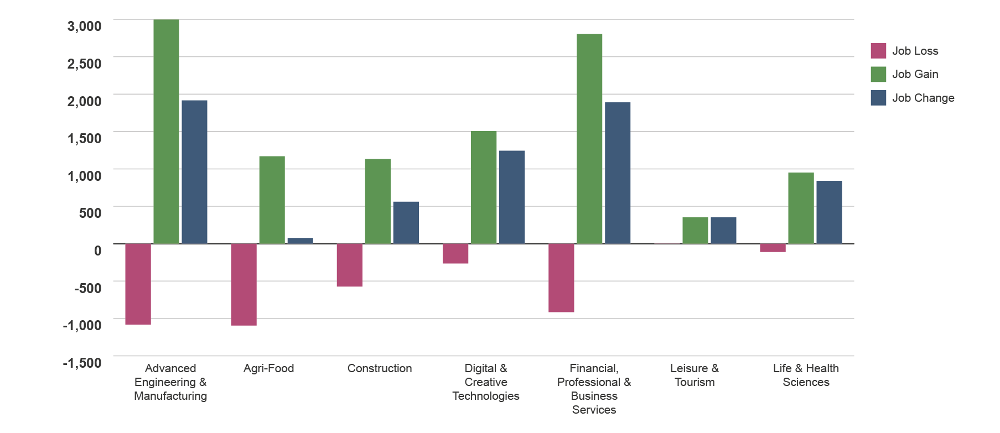 3,000
2,500
2,000
1,500
1,000
500
0
-500
-1,000
-1,500
Job Loss
Job Gain
Job Change
Advanced
Engineering &
Manufacturing
Agri-Food
Construction
Digital &
Creative
Technologies
Financial,
Professional &
Business
Services
Leisure &
Tourism
Life & Health
Sciences